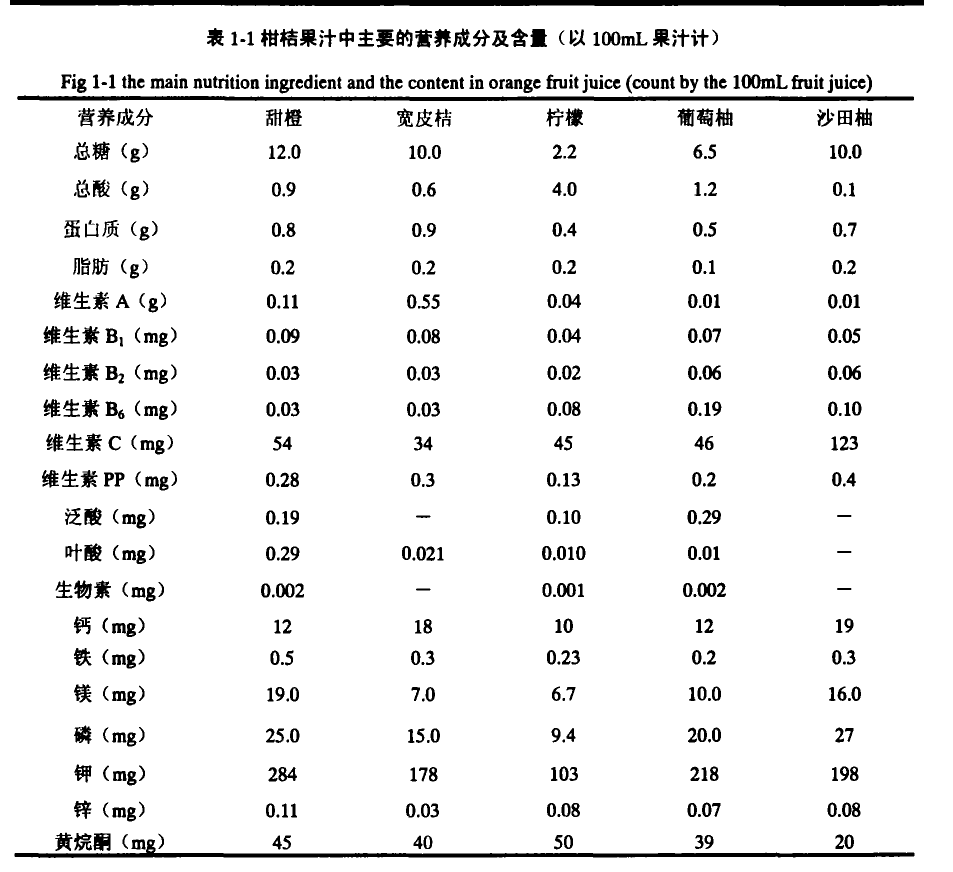 表 1-1 柑桔果汁中主要的营养成分及含量（以 100mL 果汁计）
Fig 1-1 the main nutrition ingredient and the content in orange fruit juice (count by the 100mL fruit juice)
营养成分 甜橙 宽皮桔 柠檬 葡萄柚 沙田柚
总糖（g） 12.0 10.0 2.2 6.5 10.0
总酸（g） 0.9 0.6 4.0 1.2 0.1
蛋白质（g） 0.8 0.9 0.4 0.5 0.7
脂肪（g） 0.2 0.2 0.2 0.1 0.2
维生素 A（g） 0.11 0.55 0.04 0.01 0.01
维生素 B₁（mg） 0.09 0.08 0.04 0.07 0.05
维生素 B₂（mg） 0.03 0.03 0.02 0.06 0.06
维生素 B₆（mg） 0.03 0.03 0.08 0.19 0.10
维生素 C（mg） 54 34 45 46 123
维生素 PP（mg） 0.28 0.3 0.13 0.2 0.4
泛酸（mg） 0.19 — 0.10 0.29 —
叶酸（mg） 0.29 0.021 0.010 0.01 —
生物素（mg） 0.002 — 0.001 0.002 —
钙（mg） 12 18 10 12 19
铁（mg） 0.5 0.3 0.23 0.2 0.3
镁（mg） 19.0 7.0 6.7 10.0 16.0
磷（mg） 25.0 15.0 9.4 20.0 27
钾（mg） 284 178 103 218 198
锌（mg） 0.11 0.03 0.08 0.07 0.08
黄烷酮（mg） 45 40 50 39 20